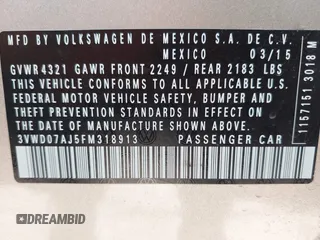 MFD BY VOLKSWAGEN DE MEXICO S.A. DE C.V.
MEXICO 03/15
GVWR 4321 GAWR FRONT 2249 / REAR 2183 LBS
THIS VEHICLE CONFORMS TO ALL APPLICABLE U.S.
FEDERAL MOTOR VEHICLE SAFETY, BUMPER AND
THEFT PREVENTION STANDARDS IN EFFECT ON THE
DATE OF MANUFACTURE SHOWN ABOVE.
3VWD07AJ5FM318913 PASSENGER CAR
1157151 3018 M
BIDFAX